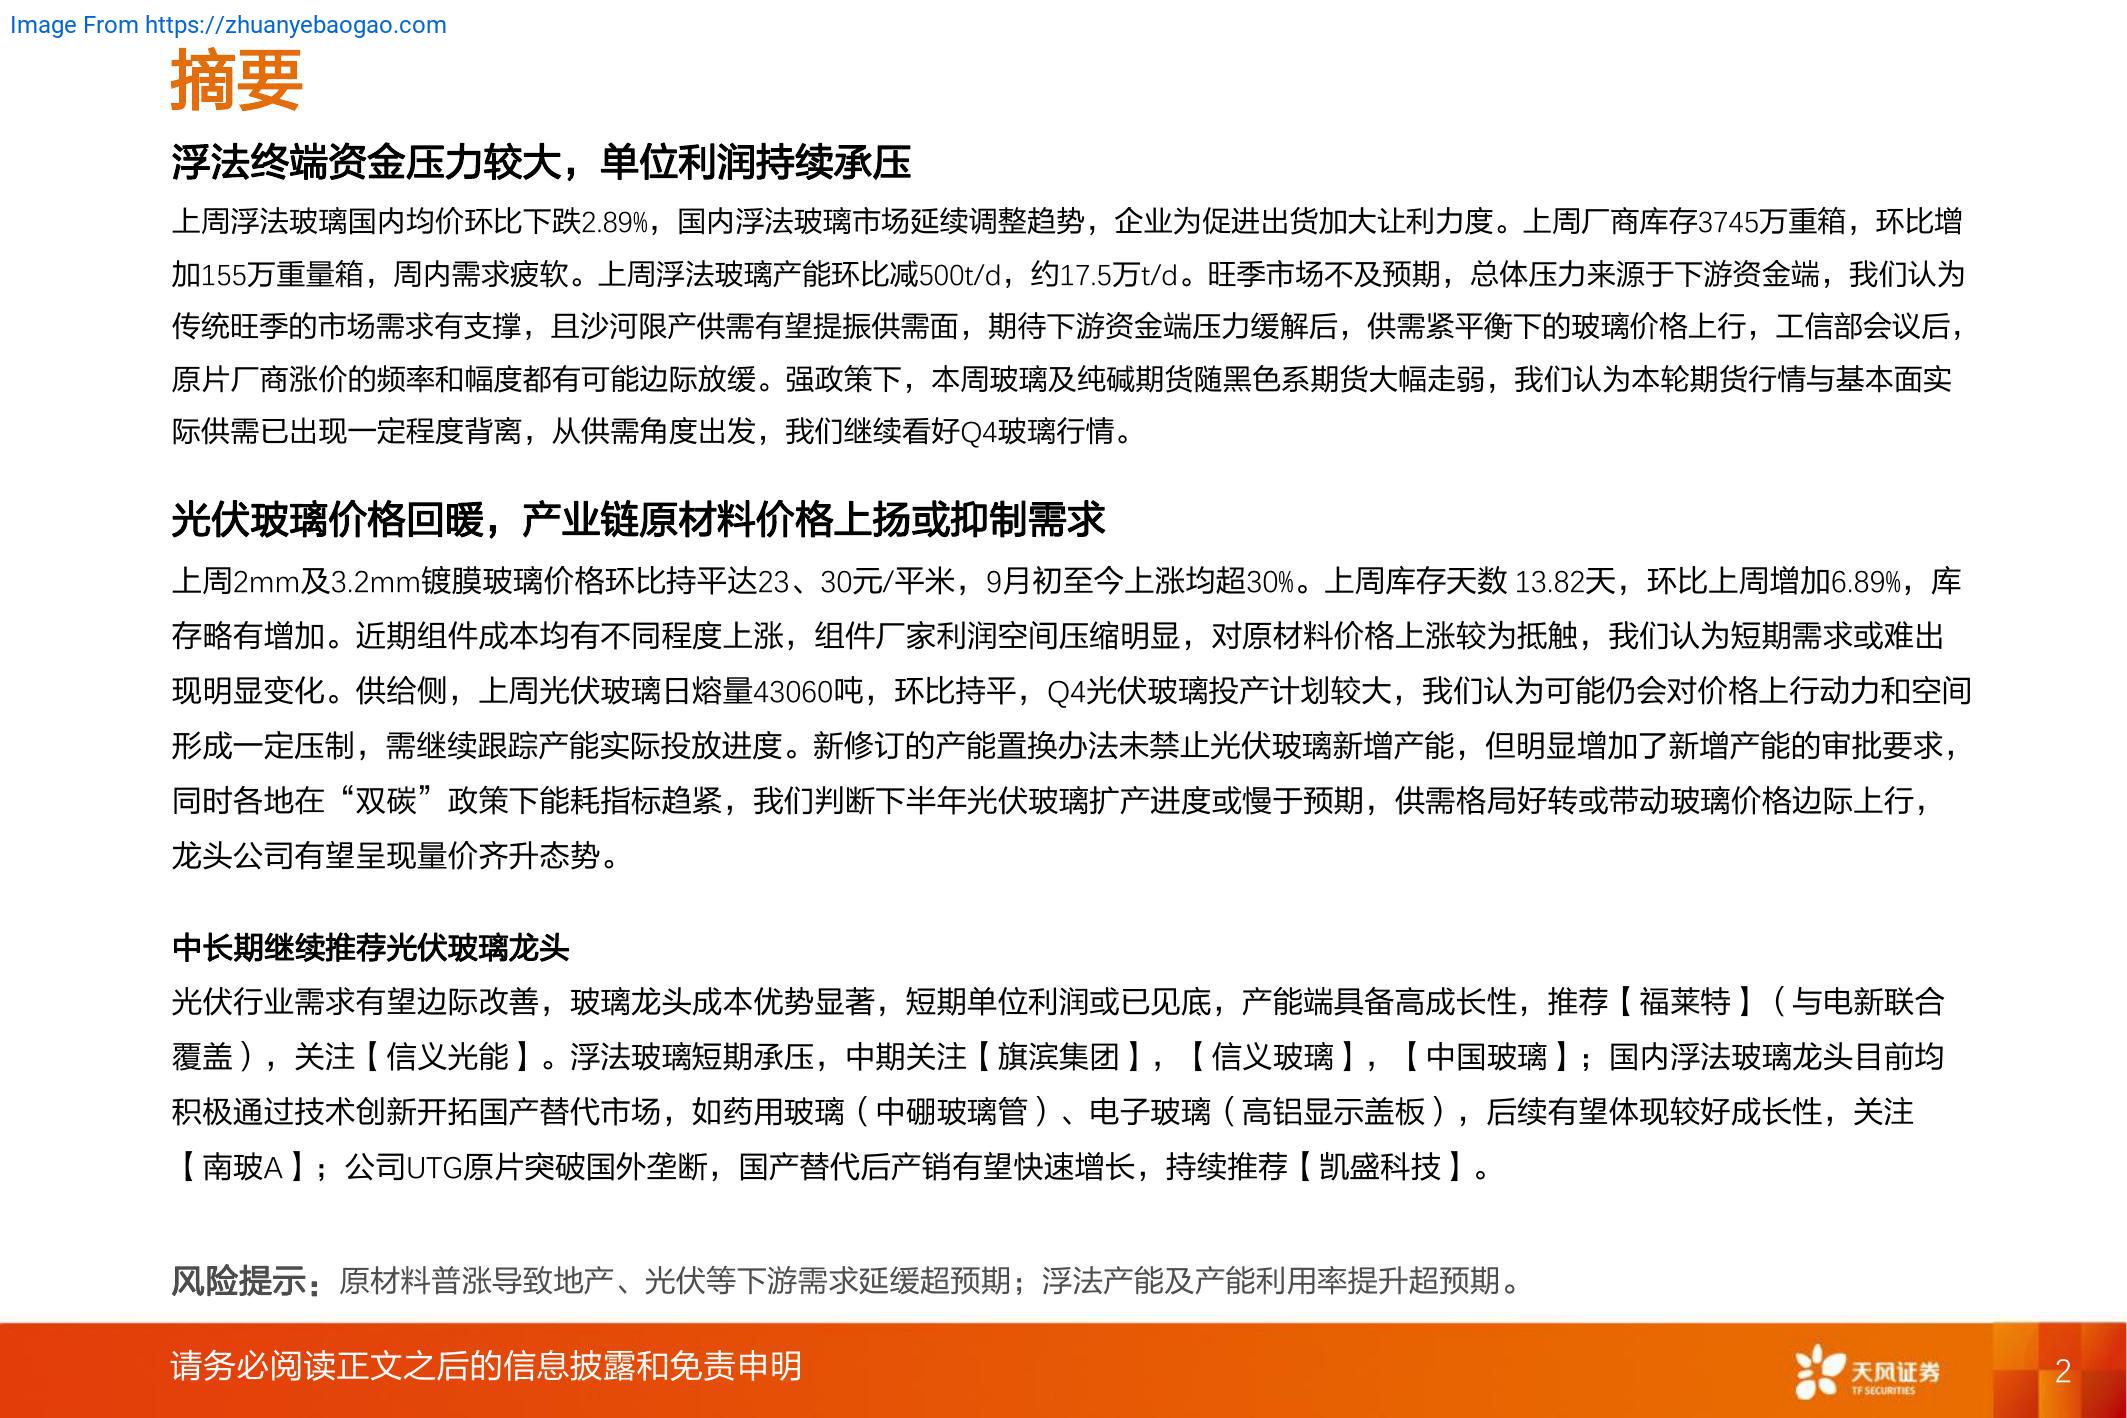 Image From https://zhuanyebaogao.com
摘要
浮法终端资金压力较大，单位利润持续承压
上周浮法玻璃国内均价环比下跌2.89%，国内浮法玻璃市场延续调整趋势，企业为促进出货加大让利力度。上周厂商库存3745万重箱，环比增
加155万重量箱，周内需求疲软。上周浮法玻璃产能环比减500t/d，约17.5万t/d。旺季市场不及预期，总体压力来源于下游资金端，我们认为
传统旺季的市场需求有支撑，且沙河限产供需有望提振供需面，期待下游资金端压力缓解后，供需紧平衡下的玻璃价格上行，工信部会议后，
原片厂商涨价的频率和幅度都有可能边际放缓。强政策下，本周玻璃及纯碱期货随黑色系期货大幅走弱，我们认为本轮期货行情与基本面实
际供需已出现一定程度背离，从供需角度出发，我们继续看好Q4玻璃行情。
光伏玻璃价格回暖，产业链原材料价格上扬或抑制需求
上周2mm及3.2mm镀膜玻璃价格环比持平达23、30元/平米，9月初至今上涨均超30%。上周库存天数 13.82天，环比上周增加6.89%，库
存略有增加。近期组件成本均有不同程度上涨，组件厂家利润空间压缩明显，对原材料价格上涨较为抵触，我们认为短期需求或难出
现明显变化。供给侧，上周光伏玻璃日熔量43060吨，环比持平，Q4光伏玻璃投产计划较大，我们认为可能仍会对价格上行动力和空间
形成一定压制，需继续跟踪产能实际投放进度。新修订的产能置换办法未禁止光伏玻璃新增产能，但明显增加了新增产能的审批要求，
同时各地在“双碳”政策下能耗指标趋紧，我们判断下半年光伏玻璃扩产进度或慢于预期，供需格局好转或带动玻璃价格边际上行，
龙头公司有望呈现量价齐升态势。
中长期继续推荐光伏玻璃龙头
光伏行业需求有望边际改善，玻璃龙头成本优势显著，短期单位利润或已见底，产能端具备高成长性，推荐【福莱特】（与电新联合
覆盖），关注【信义光能】。浮法玻璃短期承压，中期关注【旗滨集团】，【信义玻璃】，【中国玻璃】；国内浮法玻璃龙头目前均
积极通过技术创新开拓国产替代市场，如药用玻璃（中硼玻璃管）、电子玻璃（高铝显示盖板），后续有望体现较好成长性，关注
【南玻A】；公司UTG原片突破国外垄断，国产替代后产销有望快速增长，持续推荐【凯盛科技】。
风险提示：原材料普涨导致地产、光伏等下游需求延缓超预期；浮法产能及产能利用率提升超预期。
请务必阅读正文之后的信息披露和免责申明
天风证券
TF SECURITIES
2